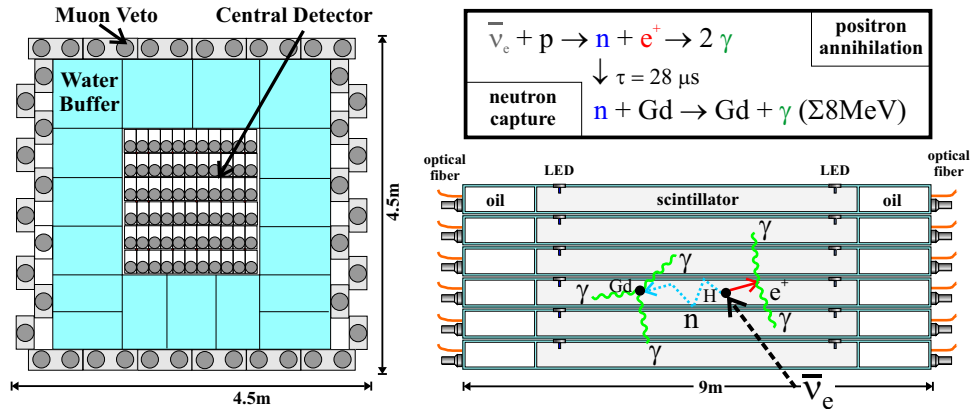 Muon Veto
Central Detector
Water
Buffer
4.5m
4.5m
ν̅e + p → n + e⁺ → 2 γ
positron
annihilation
↓ τ = 28 μs
neutron
capture
n + Gd → Gd + γ (Σ8MeV)
optical
fiber
LED
LED
optical
fiber
oil
scintillator
oil
γ
γ
Gd
H
e⁺
γ
n
γ
γ
9m
ν̅e